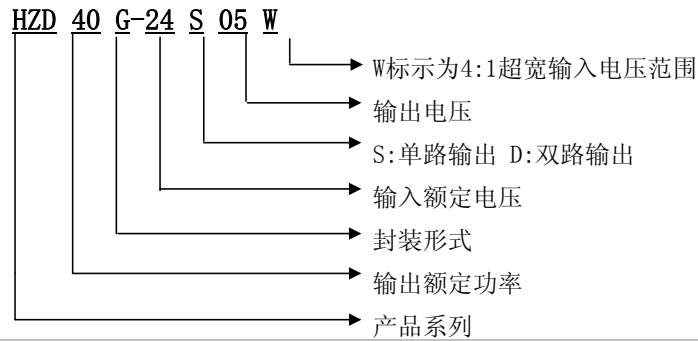 HZD 40 G-24 S 05 W
W标示为4:1超宽输入电压范围
输出电压
S:单路输出 D:双路输出
输入额定电压
封装形式
输出额定功率
产品系列